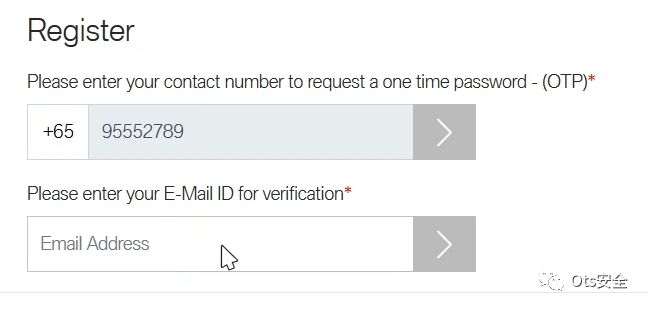 Register
Please enter your contact number to request a one time password - (OTP)*
+65 95552789
Please enter your E-Mail ID for verification*
Email Address
Ots安全